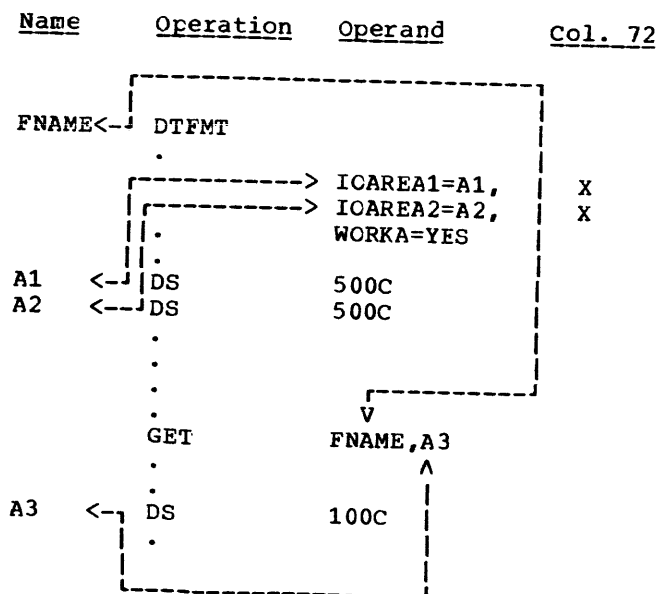 Name Operation Operand Col. 72
FNAME DTFMT
.
IOAREA1=A1, X
IOAREA2=A2, X
. WORKA=YES
.
A1 DS 500C
A2 DS 500C
.
.
.
.
GET FNAME,A3
.
.
A3 DS 100C
.